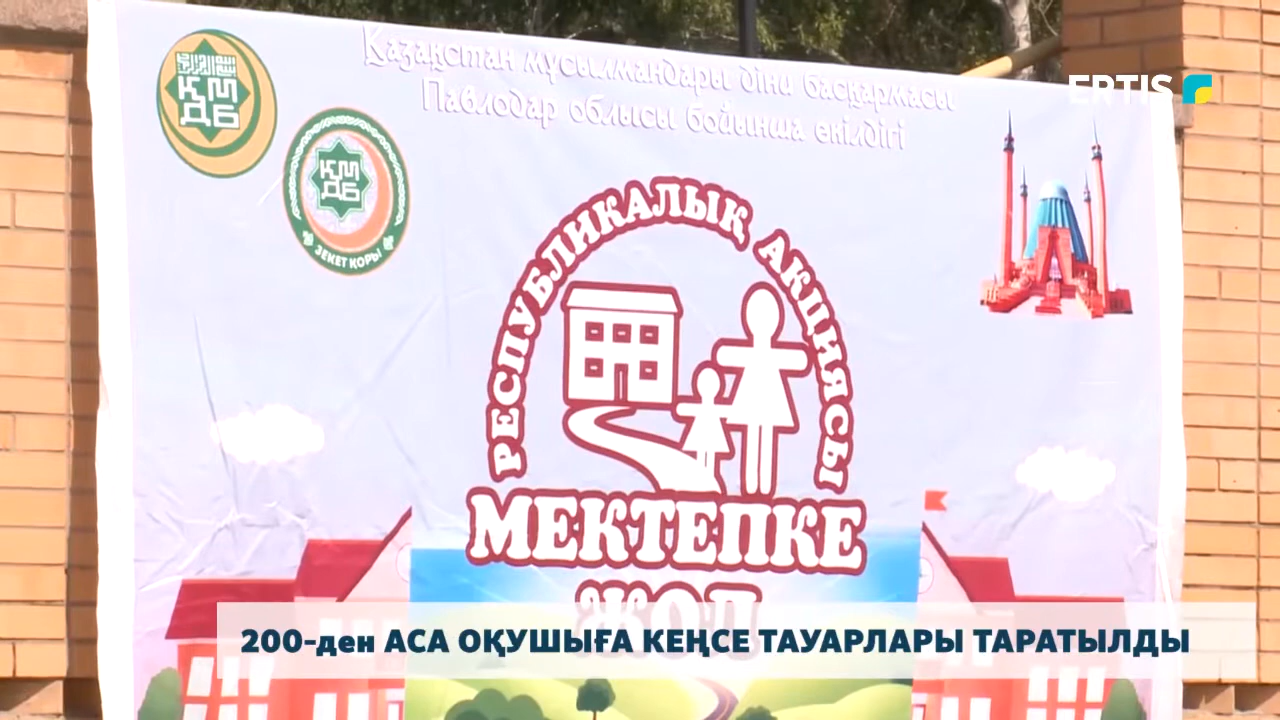 Қазақстан мұсылмандары діни басқармасы
Павлодар облысы бойынша өкілдігі
ERTIS
ҚМДБ
ҚМДБ
ЗЕКЕТ ҚОРЫ
РЕСПУБЛИКАЛЫҚ АКЦИЯСЫ
МЕКТЕПКЕ
ЖОЛ
200-ден АСА ОҚУШЫҒА КЕҢСЕ ТАУАРЛАРЫ ТАРАТЫЛДЫ